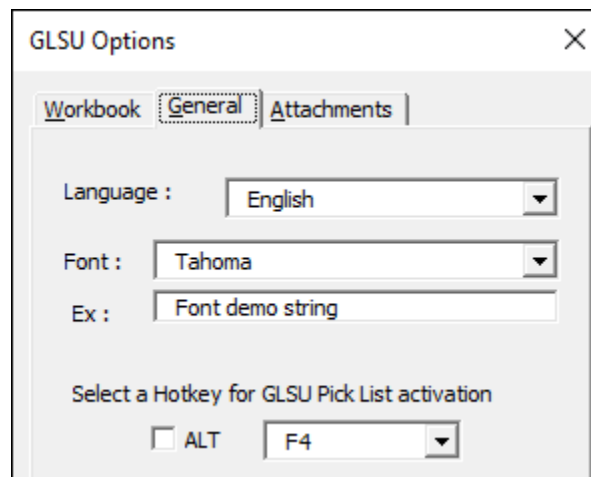 GLSU Options
Workbook General Attachments
Language : English
Font : Tahoma
Ex : Font demo string
Select a Hotkey for GLSU Pick List activation
ALT F4